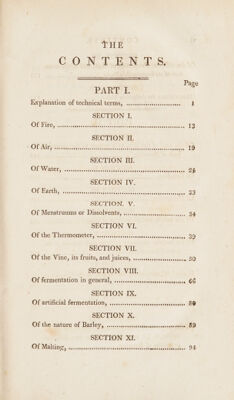 THE
CONTENTS.
Page
PART I.
Explanation of technical terms, .................... 1
SECTION I.
Of Fire, ............................................. 13
SECTION II.
Of Air, .............................................. 19
SECTION III.
Of Water, ............................................
SECTION IV.
Of Earth, ............................................ 33
SECTION. V.
Of Menstruums or Dissolvents, ........................ 34
SECTION VI.
Of the Thermometer, .................................. 39
SECTION VII.
Of the Vine, its fruits, and juices, ................. 50
SECTION VIII.
Of fermentation in general, .......................... 66
SECTION IX.
Of artificial fermentation, ..........................
SECTION X.
Of the nature of Barley, ............................. 89
SECTION XI.
Of Malting, .......................................... 94